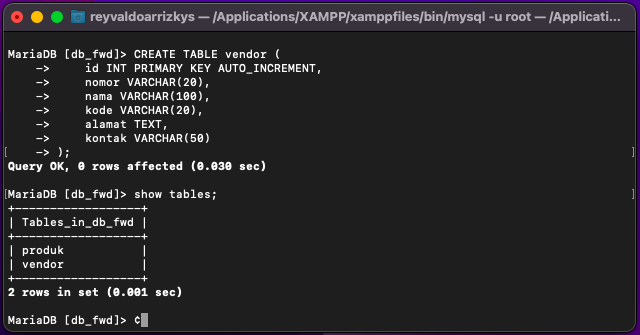 reyvaldoarrizkys — /Applications/XAMPP/xamppfiles/bin/mysql -u root — /Applicati...
MariaDB [db_fwd]> CREATE TABLE vendor (
    ->     id INT PRIMARY KEY AUTO_INCREMENT,
    ->     nomor VARCHAR(20),
    ->     nama VARCHAR(100),
    ->     kode VARCHAR(20),
    ->     alamat TEXT,
    ->     kontak VARCHAR(50)
[    -> ); ]
Query OK, 0 rows affected (0.030 sec)
[MariaDB [db_fwd]> show tables; ]
+------------------+
| Tables_in_db_fwd |
+------------------+
| produk           |
| vendor           |
+------------------+
2 rows in set (0.001 sec)
MariaDB [db_fwd]> ¢